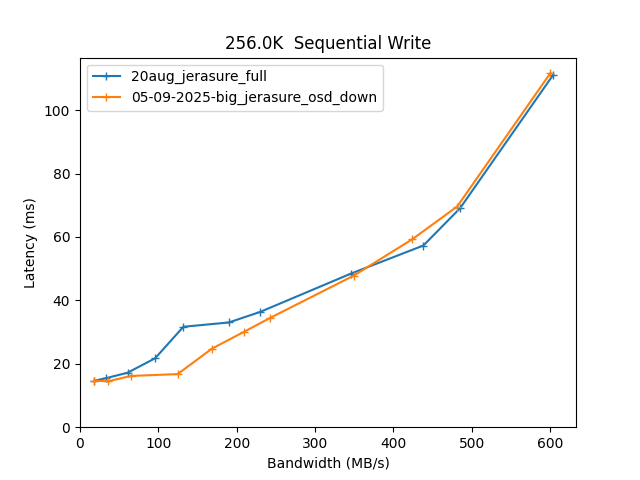 256.0K  Sequential Write
20aug_jerasure_full
05-09-2025-big_jerasure_osd_down
Latency (ms)
100
80
60
40
20
0
0 100 200 300 400 500 600
Bandwidth (MB/s)